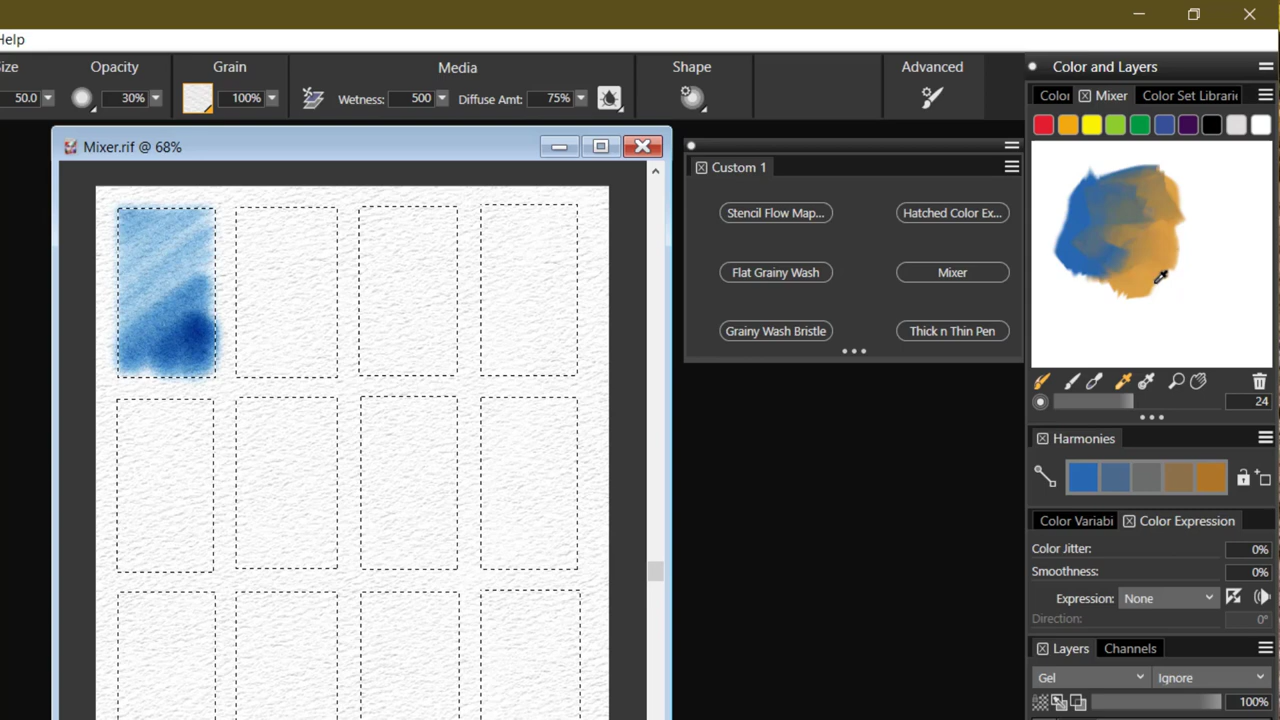 Help
ize
Opacity
Grain
Media
Shape
Advanced
50.0
30%
100%
Wetness:
500
Diffuse Amt:
75%
Color and Layers
Color
Mixer
Color Set Librarie
Mixer.rif @ 68%
Custom 1
Stencil Flow Map...
Hatched Color Ex...
Flat Grainy Wash
Mixer
Grainy Wash Bristle
Thick n Thin Pen
24
Harmonies
Color Variabi
Color Expression
Color Jitter:
0%
Smoothness:
0%
Expression:
None
Direction:
0°
Layers
Channels
Gel
Ignore
100%